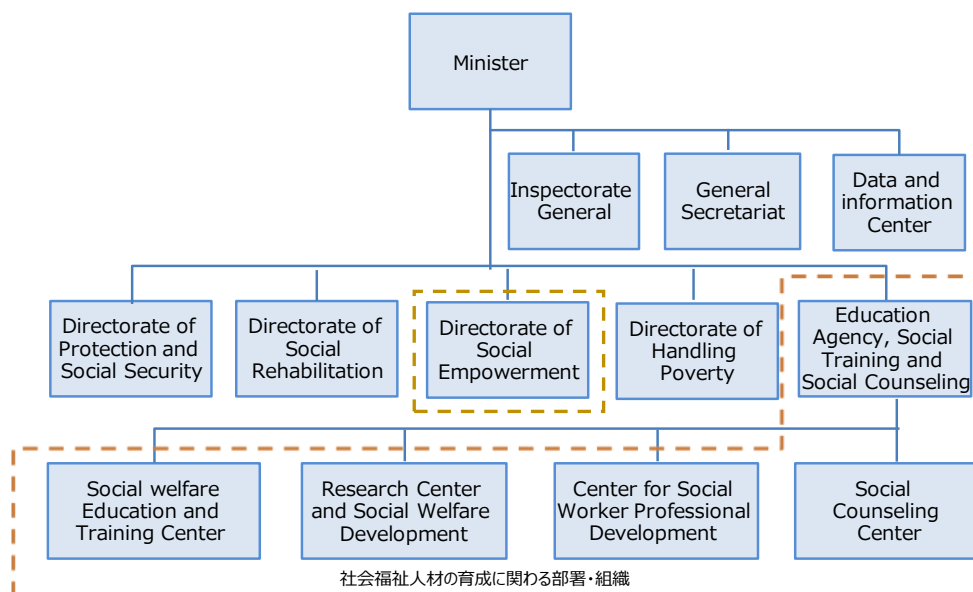 Minister
Inspectorate
General
General
Secretariat
Data and
information
Center
Directorate of
Protection and
Social Security
Directorate of
Social
Rehabilitation
Directorate of
Social
Empowerment
Directorate of
Handling
Poverty
Education
Agency, Social
Training and
Social Counseling
Social welfare
Education and
Training Center
Research Center
and Social Welfare
Development
Center for Social
Worker Professional
Development
Social
Counseling
Center
社会福祉人材の育成に関わる部署・組織